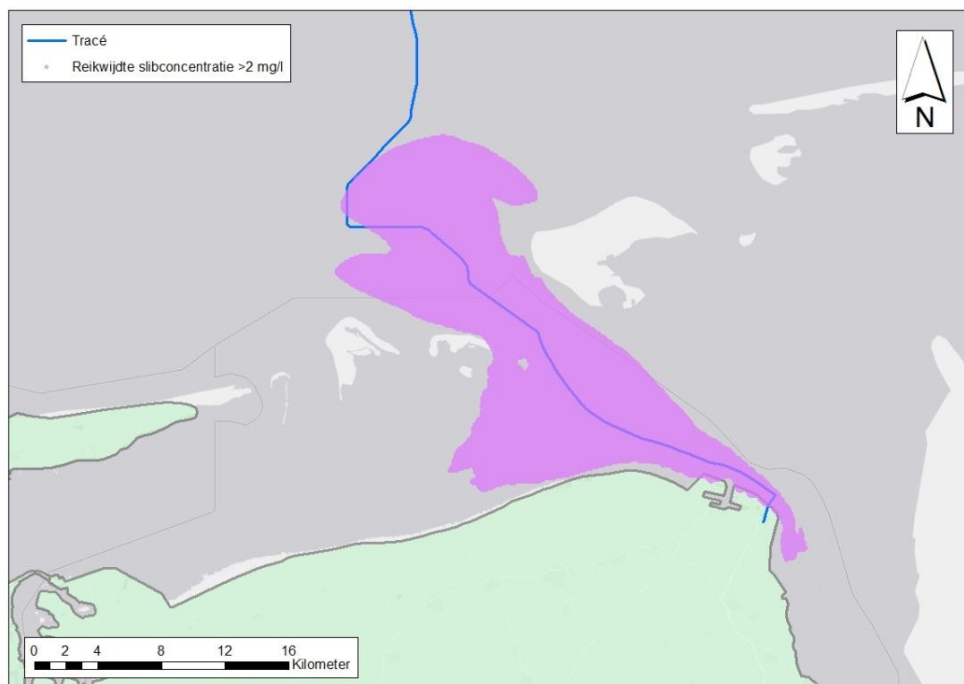 Tracé
Reikwijdte slibconcentratie >2 mg/l
N
0 2 4 8 12 16
Kilometer